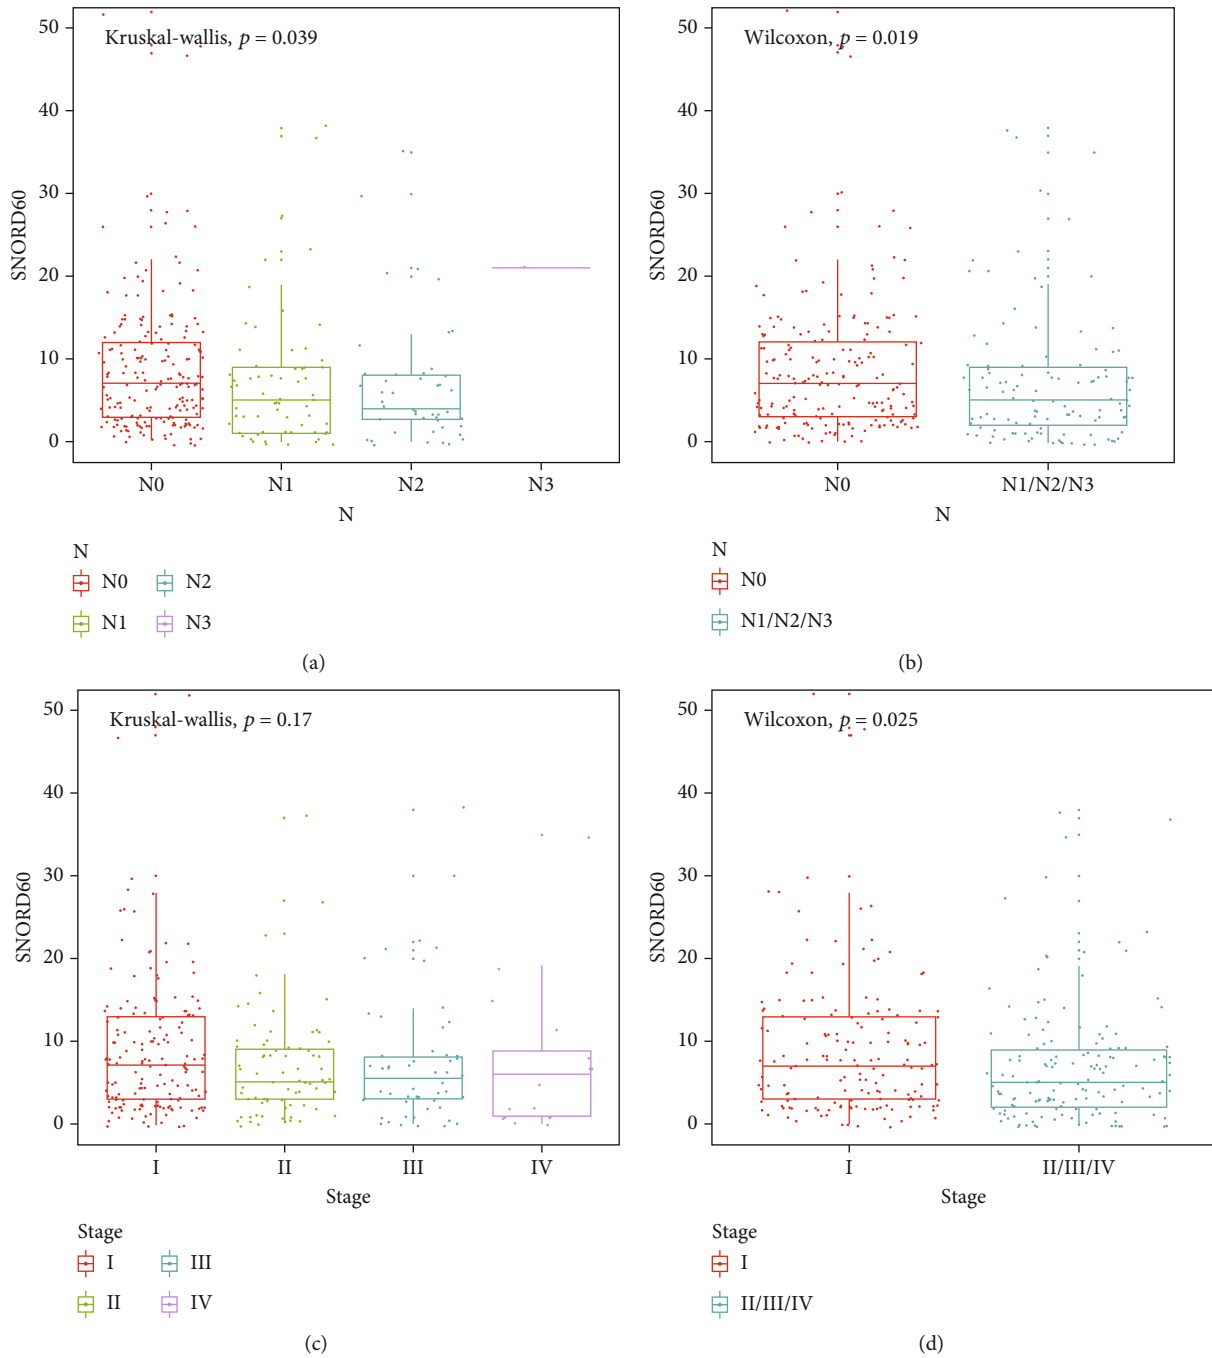 Kruskal-wallis, p = 0.039
50
40
30
20
10
0
SNORD60
N0 N1 N2 N3
N
N
N0 N2
N1 N3
(a)
Wilcoxon, p = 0.019
50
40
30
20
10
0
SNORD60
N0 N1/N2/N3
N
N
N0
N1/N2/N3
(b)
Kruskal-wallis, p = 0.17
50
40
30
20
10
0
SNORD60
I II III IV
Stage
Stage
I III
II IV
(c)
Wilcoxon, p = 0.025
50
40
30
20
10
0
SNORD60
I II/III/IV
Stage
Stage
I
II/III/IV
(d)